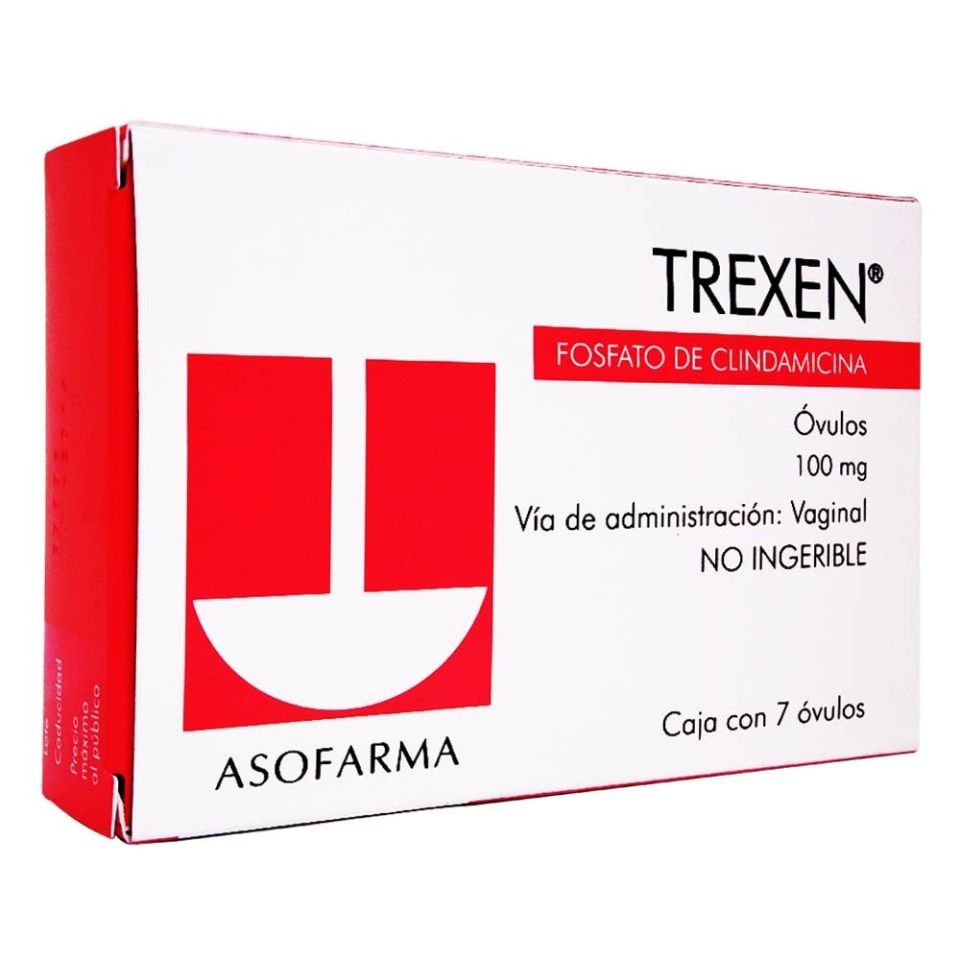 TREXEN®
FOSFATO DE CLINDAMICINA
Óvulos
100 mg
Vía de administración: Vaginal
NO INGERIBLE
Caja con 7 óvulos
ASOFARMA
Lote
Caducidad
Precio
máximo
al público